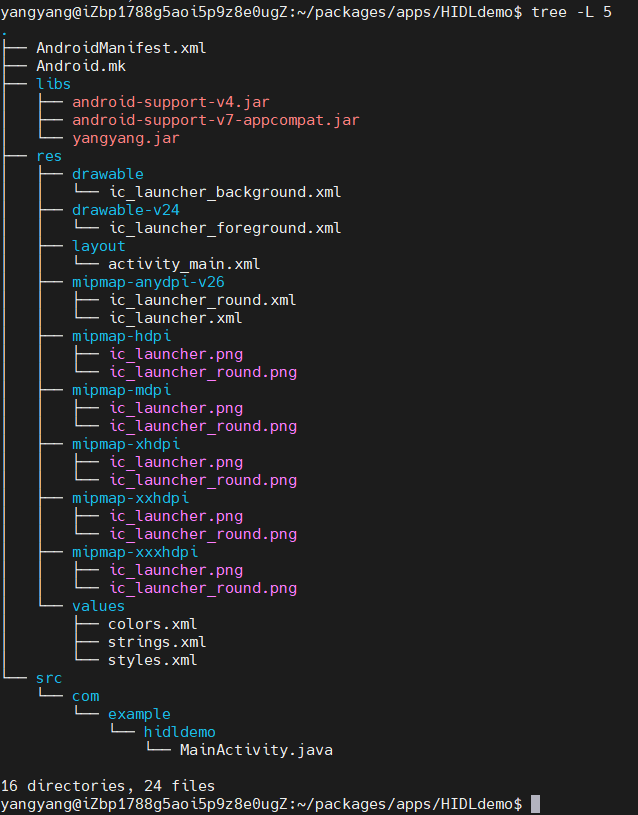 yangyang@iZbp1788g5aoi5p9z8e0ugZ:~/packages/apps/HIDLdemo$ tree -L 5
.
├── AndroidManifest.xml
├── Android.mk
├── libs
│   ├── android-support-v4.jar
│   ├── android-support-v7-appcompat.jar
│   └── yangyang.jar
├── res
│   ├── drawable
│   │   └── ic_launcher_background.xml
│   ├── drawable-v24
│   │   └── ic_launcher_foreground.xml
│   ├── layout
│   │   └── activity_main.xml
│   ├── mipmap-anydpi-v26
│   │   ├── ic_launcher_round.xml
│   │   └── ic_launcher.xml
│   ├── mipmap-hdpi
│   │   ├── ic_launcher.png
│   │   └── ic_launcher_round.png
│   ├── mipmap-mdpi
│   │   ├── ic_launcher.png
│   │   └── ic_launcher_round.png
│   ├── mipmap-xhdpi
│   │   ├── ic_launcher.png
│   │   └── ic_launcher_round.png
│   ├── mipmap-xxhdpi
│   │   ├── ic_launcher.png
│   │   └── ic_launcher_round.png
│   ├── mipmap-xxxhdpi
│   │   ├── ic_launcher.png
│   │   └── ic_launcher_round.png
│   └── values
│       ├── colors.xml
│       ├── strings.xml
│       └── styles.xml
└── src
    └── com
        └── example
            └── hidldemo
                └── MainActivity.java

16 directories, 24 files
yangyang@iZbp1788g5aoi5p9z8e0ugZ:~/packages/apps/HIDLdemo$